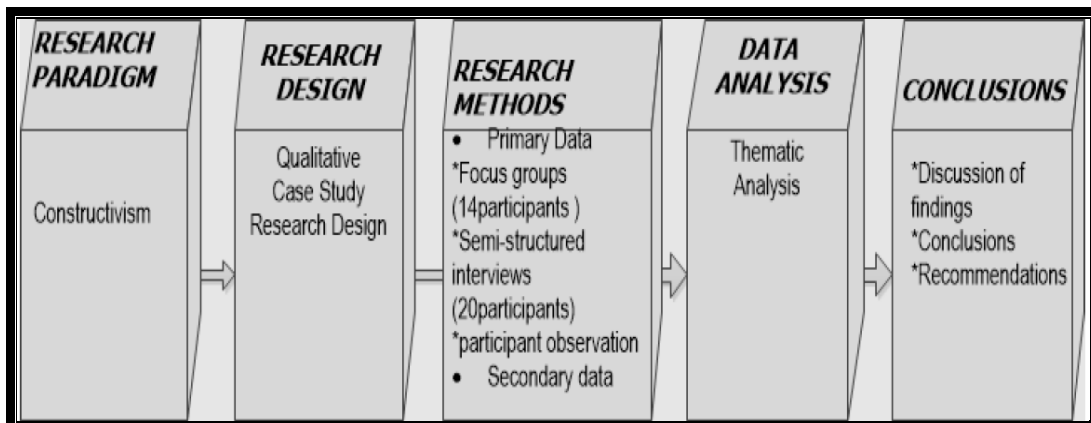 RESEARCH
PARADIGM
Constructivism
RESEARCH
DESIGN
Qualitative
Case Study
Research Design
RESEARCH
METHODS
• Primary Data
*Focus groups
(14participants )
*Semi-structured
interviews
(20participants)
*participant observation
• Secondary data
DATA
ANALYSIS
Thematic
Analysis
CONCLUSIONS
*Discussion of
findings
*Conclusions
*Recommendations